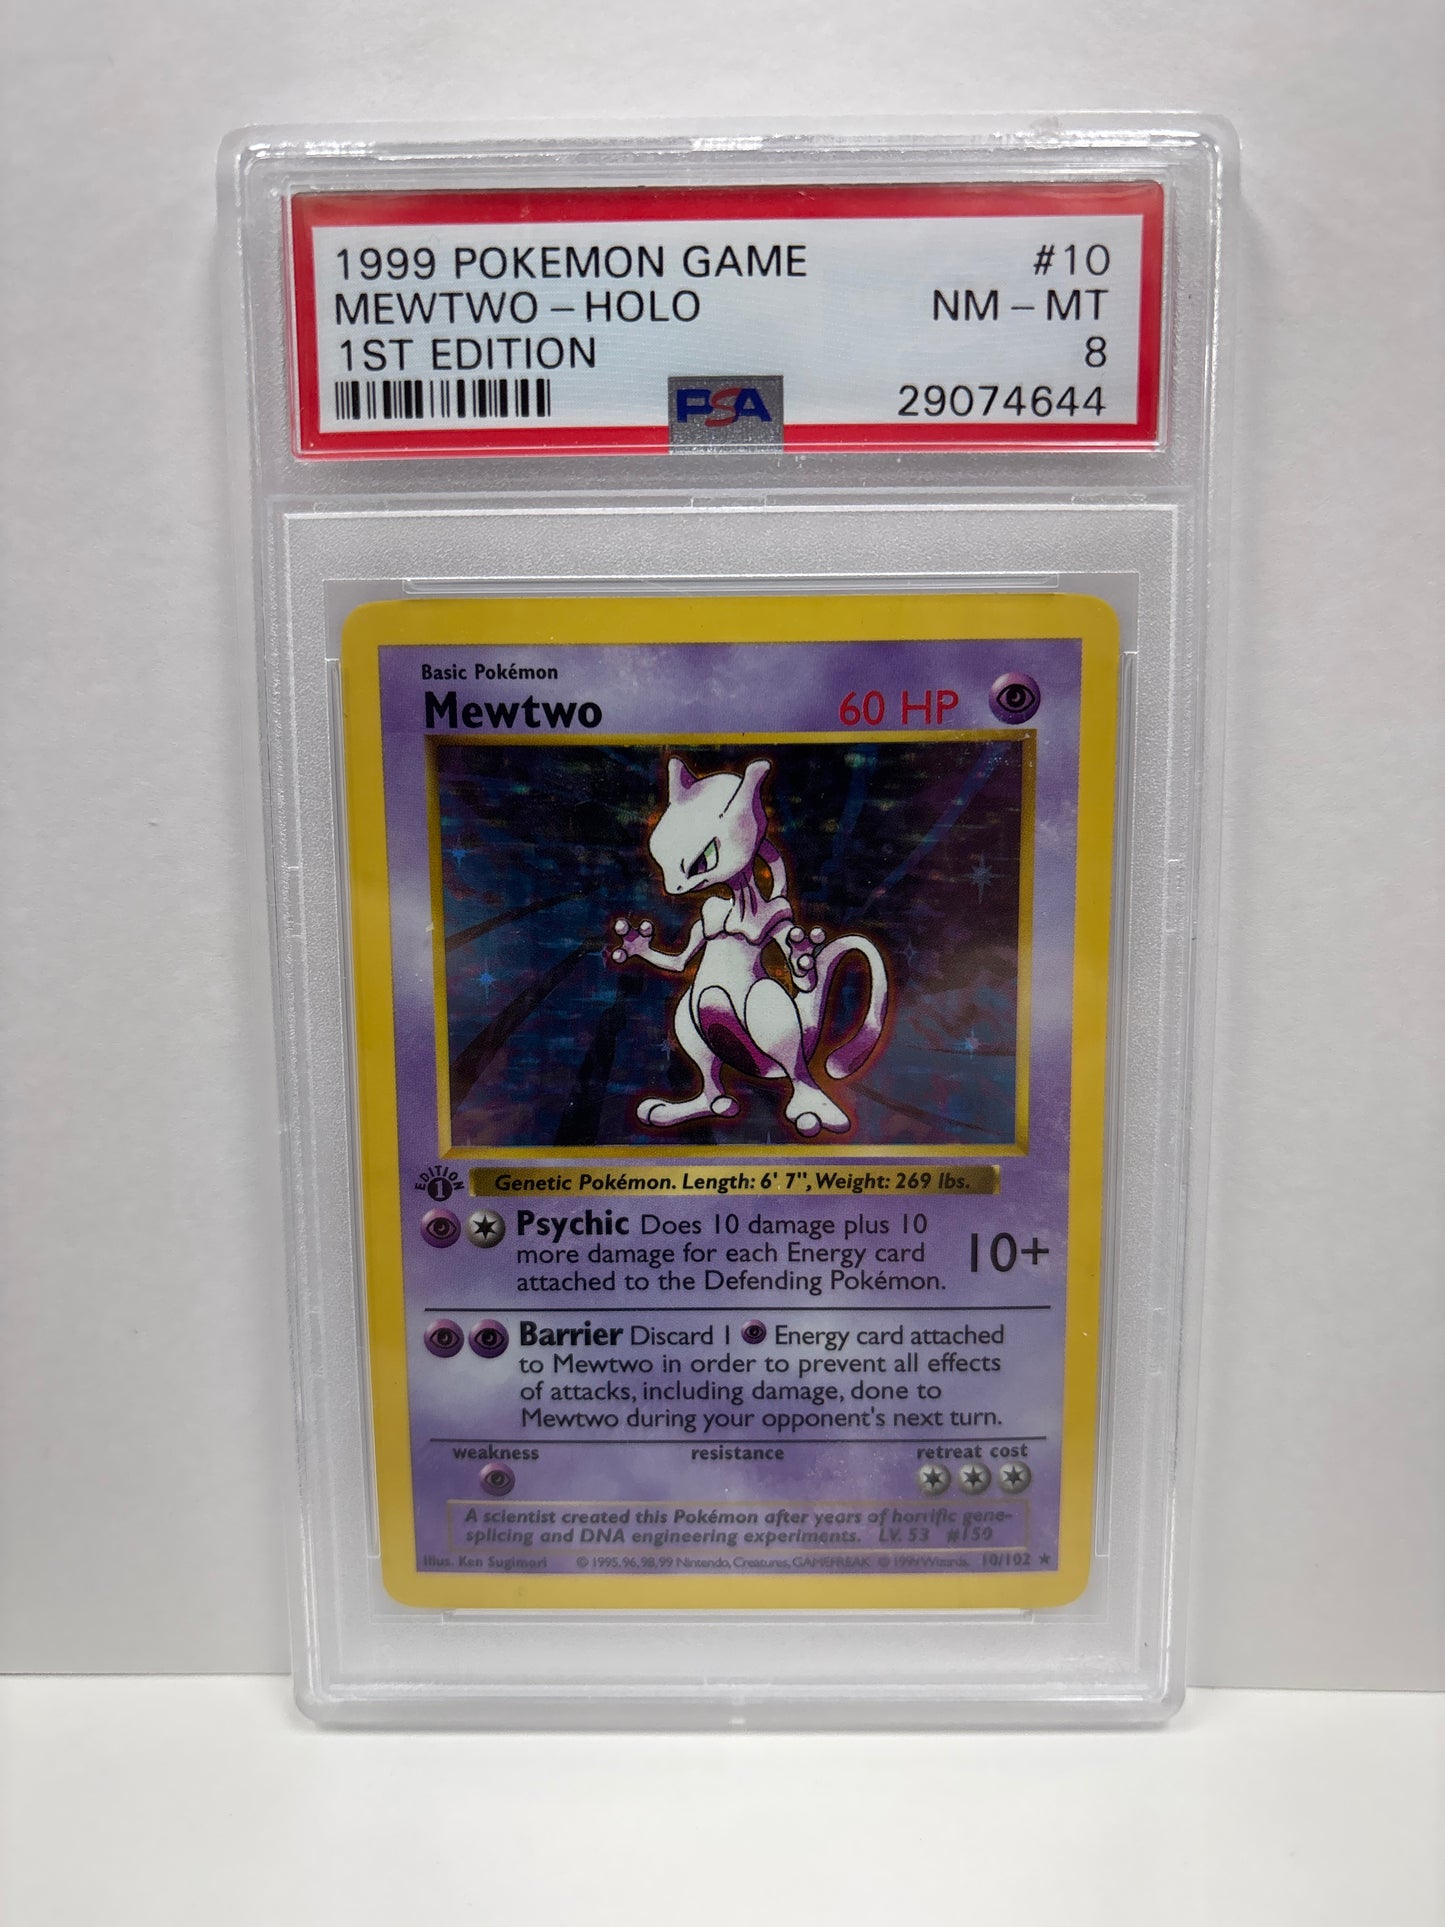 1999 POKEMON GAME #10
MEWTWO-HOLO NM-MT
1ST EDITION 8
PSA 29074644
Basic Pokémon
Mewtwo 60 HP
EDITION 1
Genetic Pokémon. Length: 6' 7", Weight: 269 lbs.
Psychic Does 10 damage plus 10
more damage for each Energy card 10+
attached to the Defending Pokémon.
Barrier Discard 1 Energy card attached
to Mewtwo in order to prevent all effects
of attacks, including damage, done to
Mewtwo during your opponent's next turn.
weakness resistance retreat cost
A scientist created this Pokémon after years of horrific gene-
splicing and DNA engineering experiments. LV. 53 #150
Illus. Ken Sugimori © 1995, 96, 98, 99 Nintendo, Creatures, GAMEFREAK. © 1999 Wizards. 10/102 ★